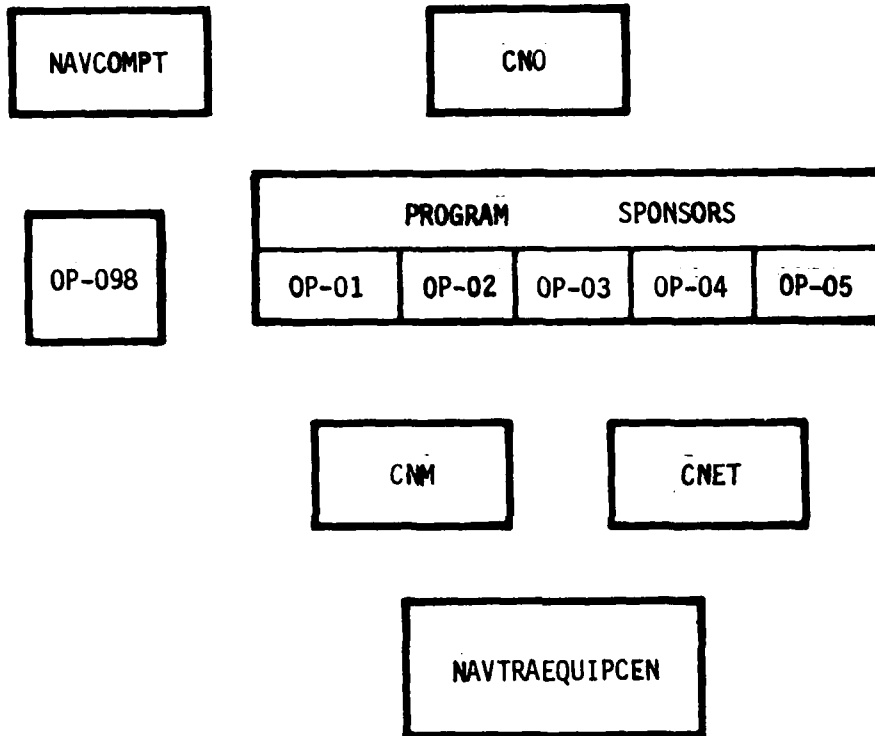 NAVCOMPT
CNO
PROGRAM SPONSORS
OP-098
OP-01
OP-02
OP-03
OP-04
OP-05
CNM
CNET
NAVTRAEQUIPCEN